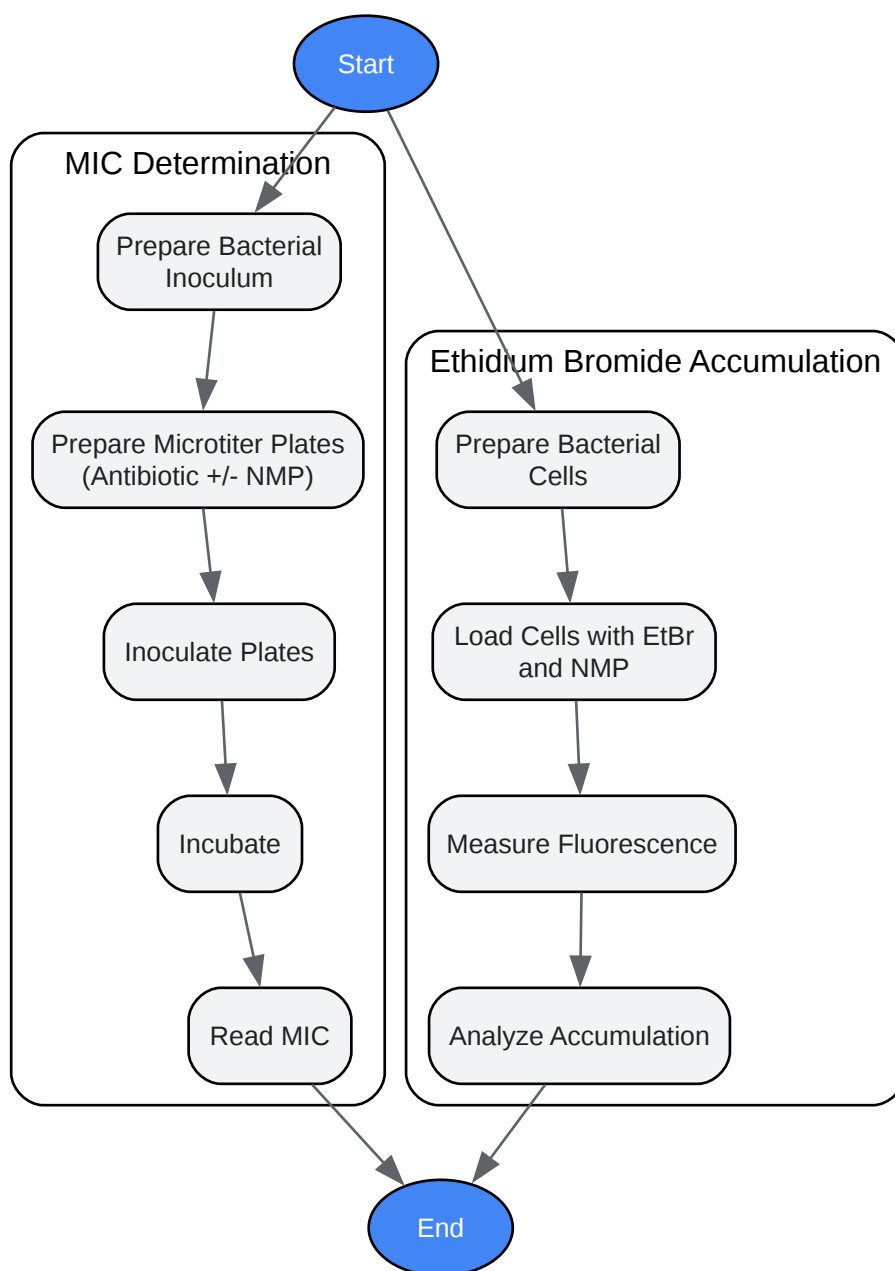 Start
MIC Determination
Prepare Bacterial
Inoculum
Prepare Microtiter Plates
(Antibiotic +/- NMP)
Inoculate Plates
Incubate
Read MIC
Ethidium Bromide Accumulation
Prepare Bacterial
Cells
Load Cells with EtBr
and NMP
Measure Fluorescence
Analyze Accumulation
End